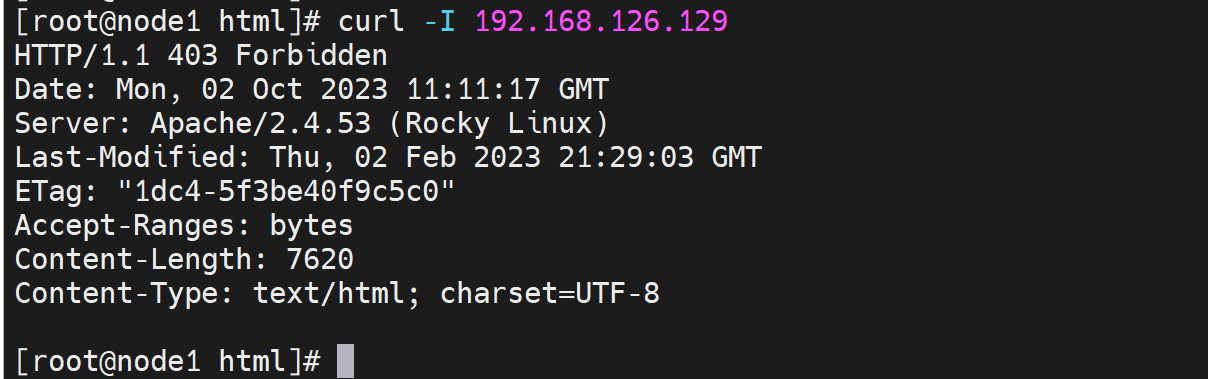 [root@node1 html]# curl -I 192.168.126.129
HTTP/1.1 403 Forbidden
Date: Mon, 02 Oct 2023 11:11:17 GMT
Server: Apache/2.4.53 (Rocky Linux)
Last-Modified: Thu, 02 Feb 2023 21:29:03 GMT
ETag: "1dc4-5f3be40f9c5c0"
Accept-Ranges: bytes
Content-Length: 7620
Content-Type: text/html; charset=UTF-8
[root@node1 html]#